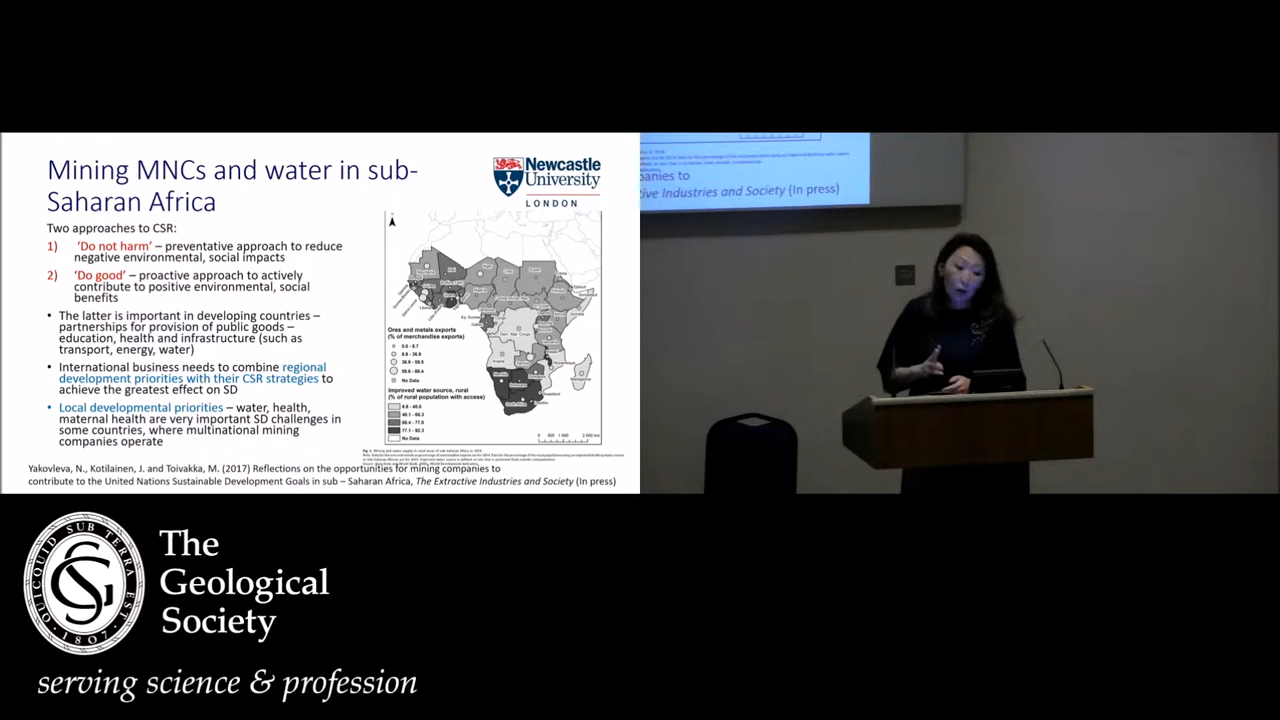 Mining MNCs and water in sub-
Saharan Africa
Newcastle
University
LONDON
Two approaches to CSR:
1) ‘Do not harm’ – preventative approach to reduce
negative environmental, social impacts
2) ‘Do good’ – proactive approach to actively
contribute to positive environmental, social
benefits
• The latter is important in developing countries –
partnerships for provision of public goods –
education, health and infrastructure (such as
transport, energy, water)
• International business needs to combine regional
development priorities with their CSR strategies to
achieve the greatest effect on SD
• Local developmental priorities – water, health,
maternal health are very important SD challenges in
some countries, where multinational mining
companies operate
Ores and metals exports
(% of merchandise exports)
No Data
Improved water source, rural
(% of rural population with access)
No Data
Yakovleva, N., Kotilainen, J. and Toivakka, M. (2017) Reflections on the opportunities for mining companies to
contribute to the United Nations Sustainable Development Goals in sub – Saharan Africa, The Extractive Industries and Society (In press)
panies to
tive Industries and Society (In press)
QUICQUID SUB TERRA EST
1807
The
Geological
Society
serving science & profession